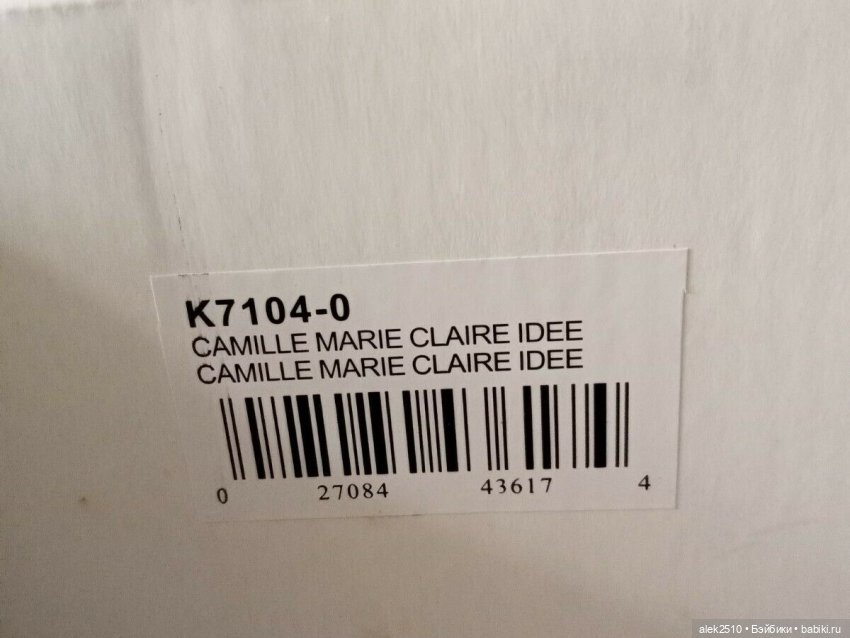 K7104-0
CAMILLE MARIE CLAIRE IDEE
CAMILLE MARIE CLAIRE IDEE
0 27084 43617 4
alek2510 • Бэйбики • babiki.ru